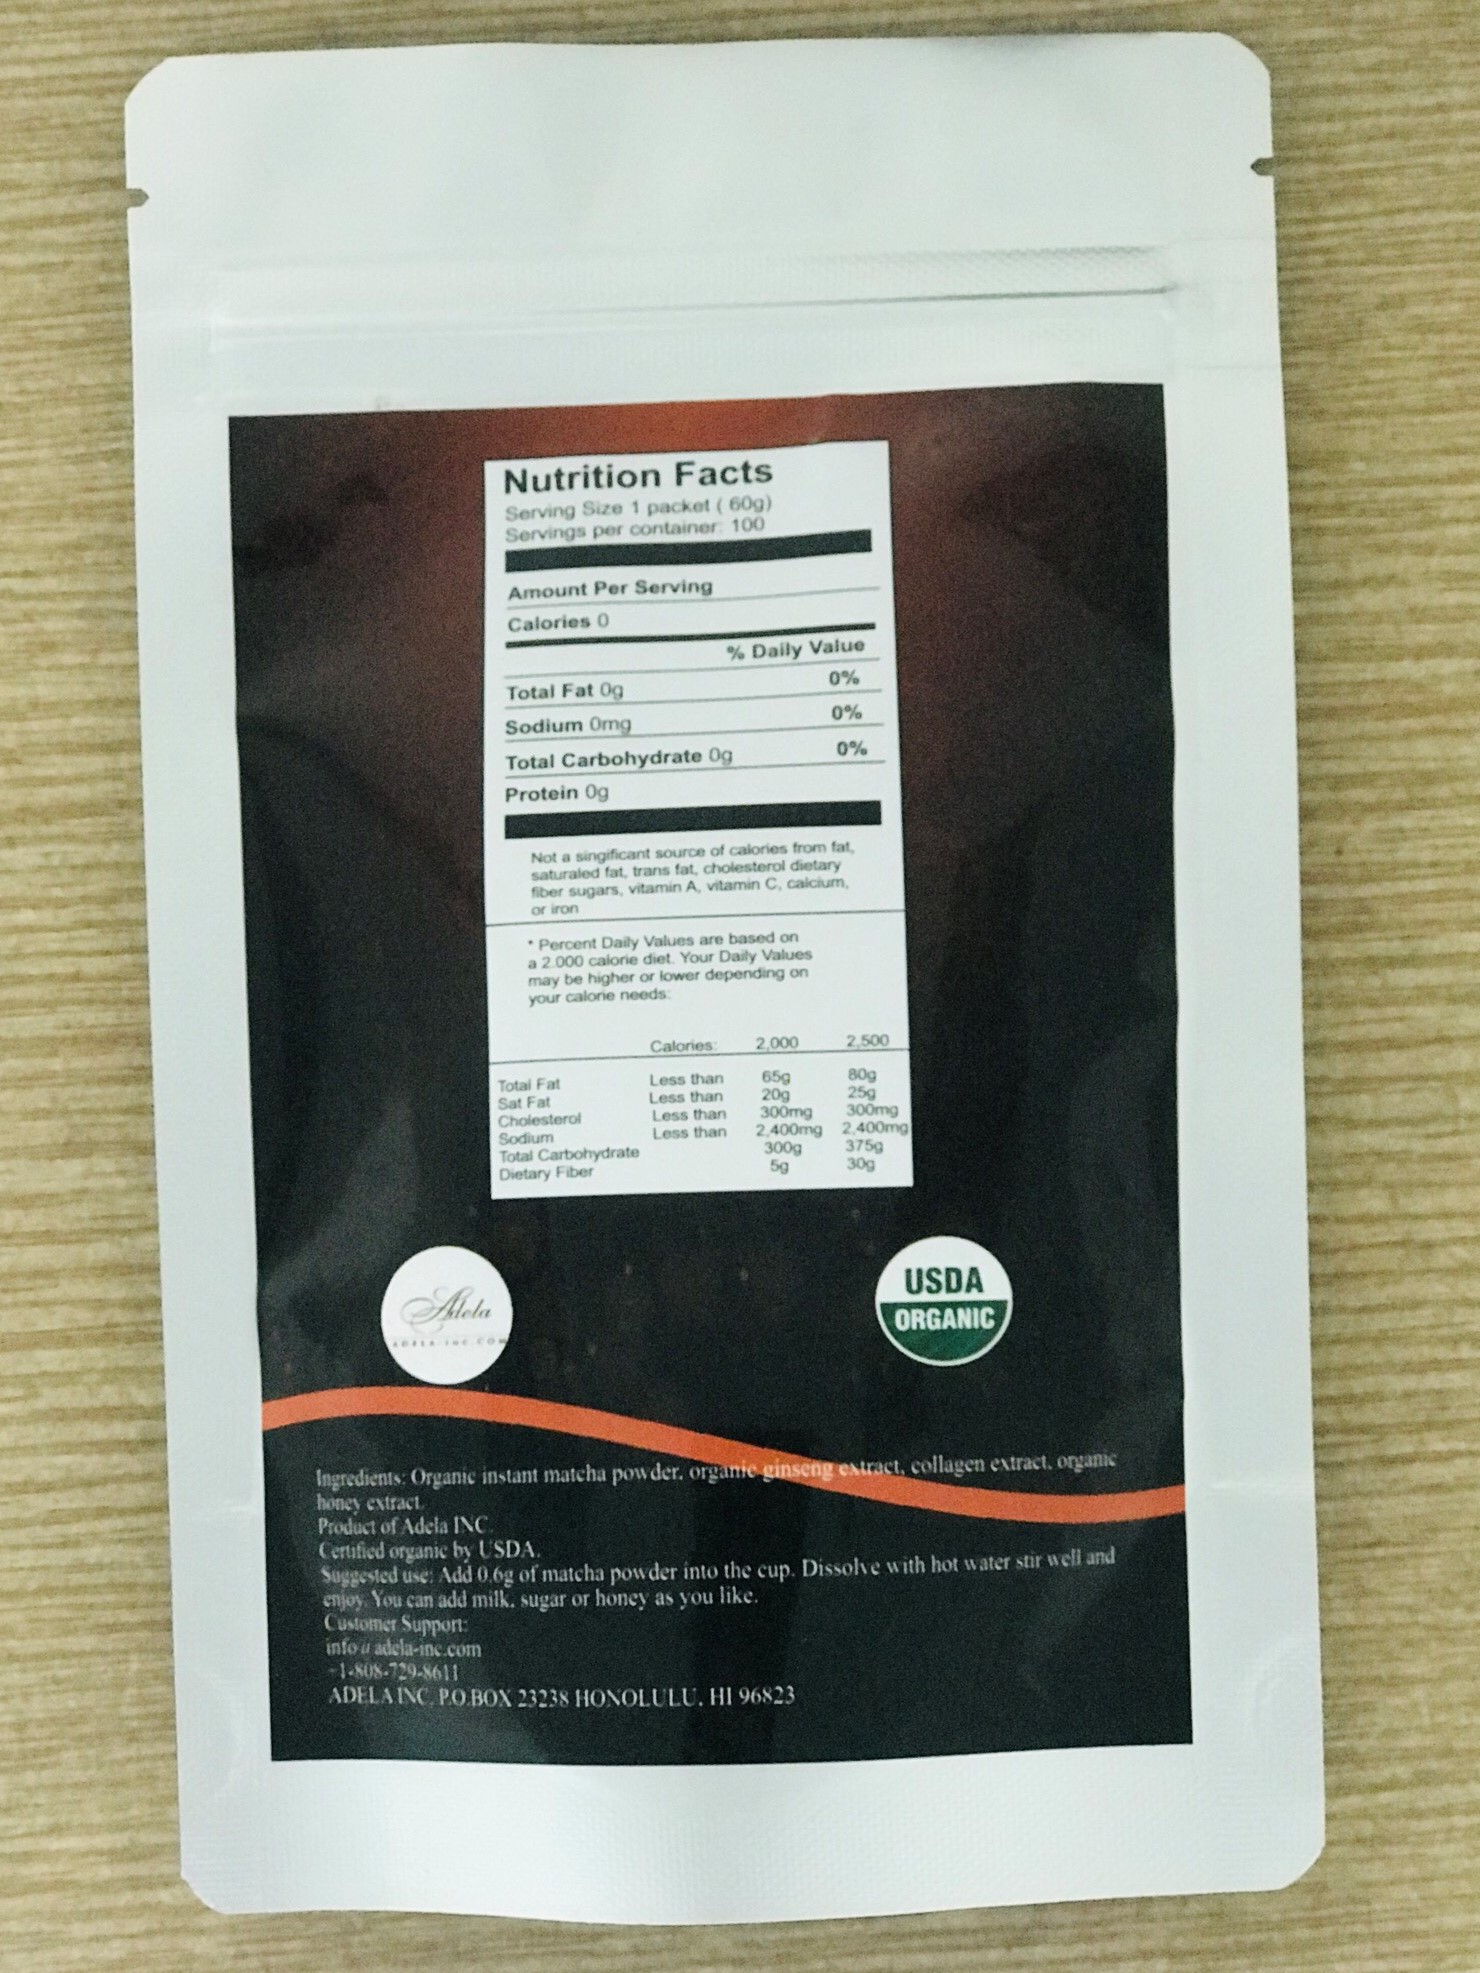 Nutrition Facts
Serving Size 1 packet ( 60g)
Servings per container: 100
Amount Per Serving
Calories 0
% Daily Value
Total Fat 0g 0%
Sodium 0mg 0%
Total Carbohydrate 0g 0%
Protein 0g
Not a singificant source of calories from fat,
saturaled fat, trans fat, cholesterol dietary
fiber sugars, vitamin A, vitamin C, calcium,
or iron
* Percent Daily Values are based on
a 2.000 calorie diet. Your Daily Values
may be higher or lower depending on
your calorie needs:
Calories: 2,000 2,500
Total Fat Less than 65g 80g
Sat Fat Less than 20g 25g
Cholesterol Less than 300mg 300mg
Sodium Less than 2,400mg 2,400mg
Total Carbohydrate 300g 375g
Dietary Fiber 5g 30g
Adela
ADELA-INC.COM
USDA
ORGANIC
Ingredients: Organic instant matcha powder, organic ginseng extract, collagen extract, organic
honey extract.
Product of Adela INC.
Certified organic by USDA.
Suggested use: Add 0.6g of matcha powder into the cup. Dissolve with hot water stir well and
enjoy. You can add milk, sugar or honey as you like.
Customer Support:
info@adela-inc.com
+1-808-729-8611
ADELA INC. P.O.BOX 23238 HONOLULU, HI 96823